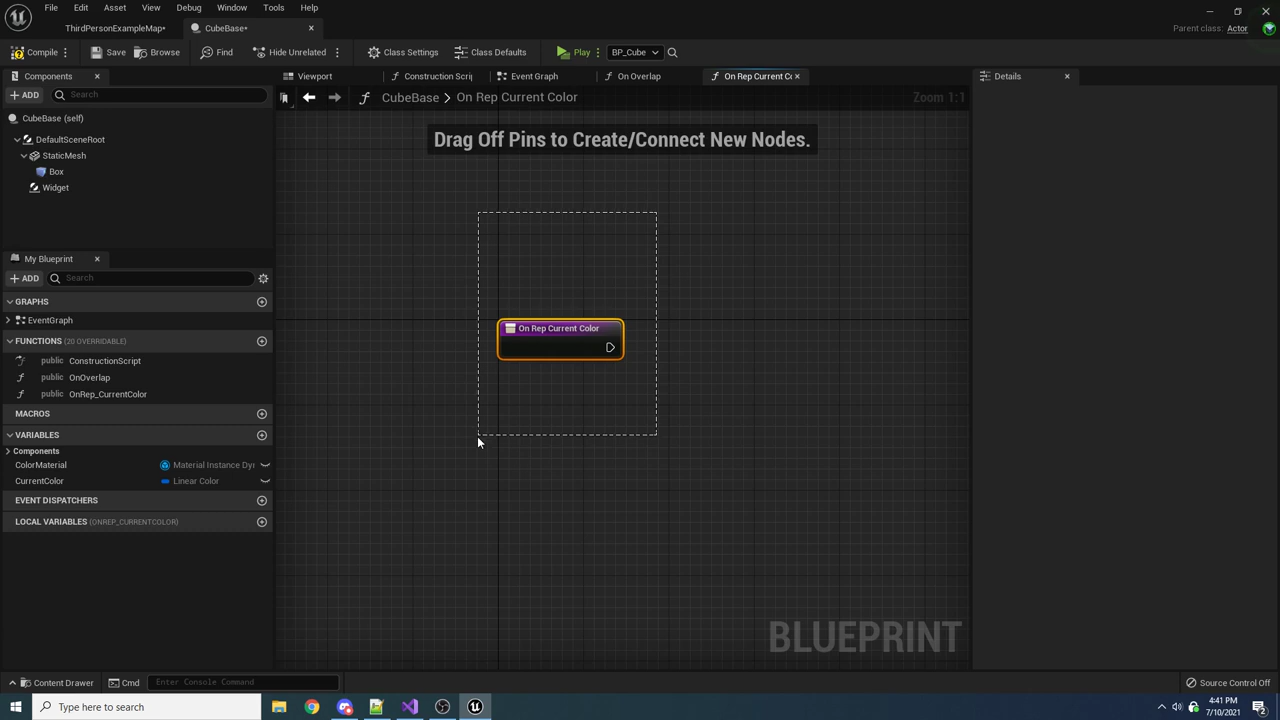 File Edit Asset View Debug Window Tools Help
ThirdPersonExampleMap*
CubeBase*
Parent class: Actor
Compile
Save
Browse
Find
Hide Unrelated
Class Settings
Class Defaults
Play
BP_Cube
Components
Viewport
Construction Scrip
Event Graph
On Overlap
On Rep Current Co
Details
ADD
Search
CubeBase > On Rep Current Color
Zoom 1:1
CubeBase (self)
Drag Off Pins to Create/Connect New Nodes.
DefaultSceneRoot
StaticMesh
Box
Widget
My Blueprint
ADD
Search
GRAPHS
EventGraph
On Rep Current Color
FUNCTIONS (20 OVERRIDABLE)
public ConstructionScript
public OnOverlap
public OnRep_CurrentColor
MACROS
VARIABLES
Components
ColorMaterial Material Instance Dyn
CurrentColor Linear Color
EVENT DISPATCHERS
LOCAL VARIABLES (ONREP_CURRENTCOLOR)
BLUEPRINT
Content Drawer
Cmd
Enter Console Command
Source Control Off
Type here to search
4:41 PM
7/10/2021
2